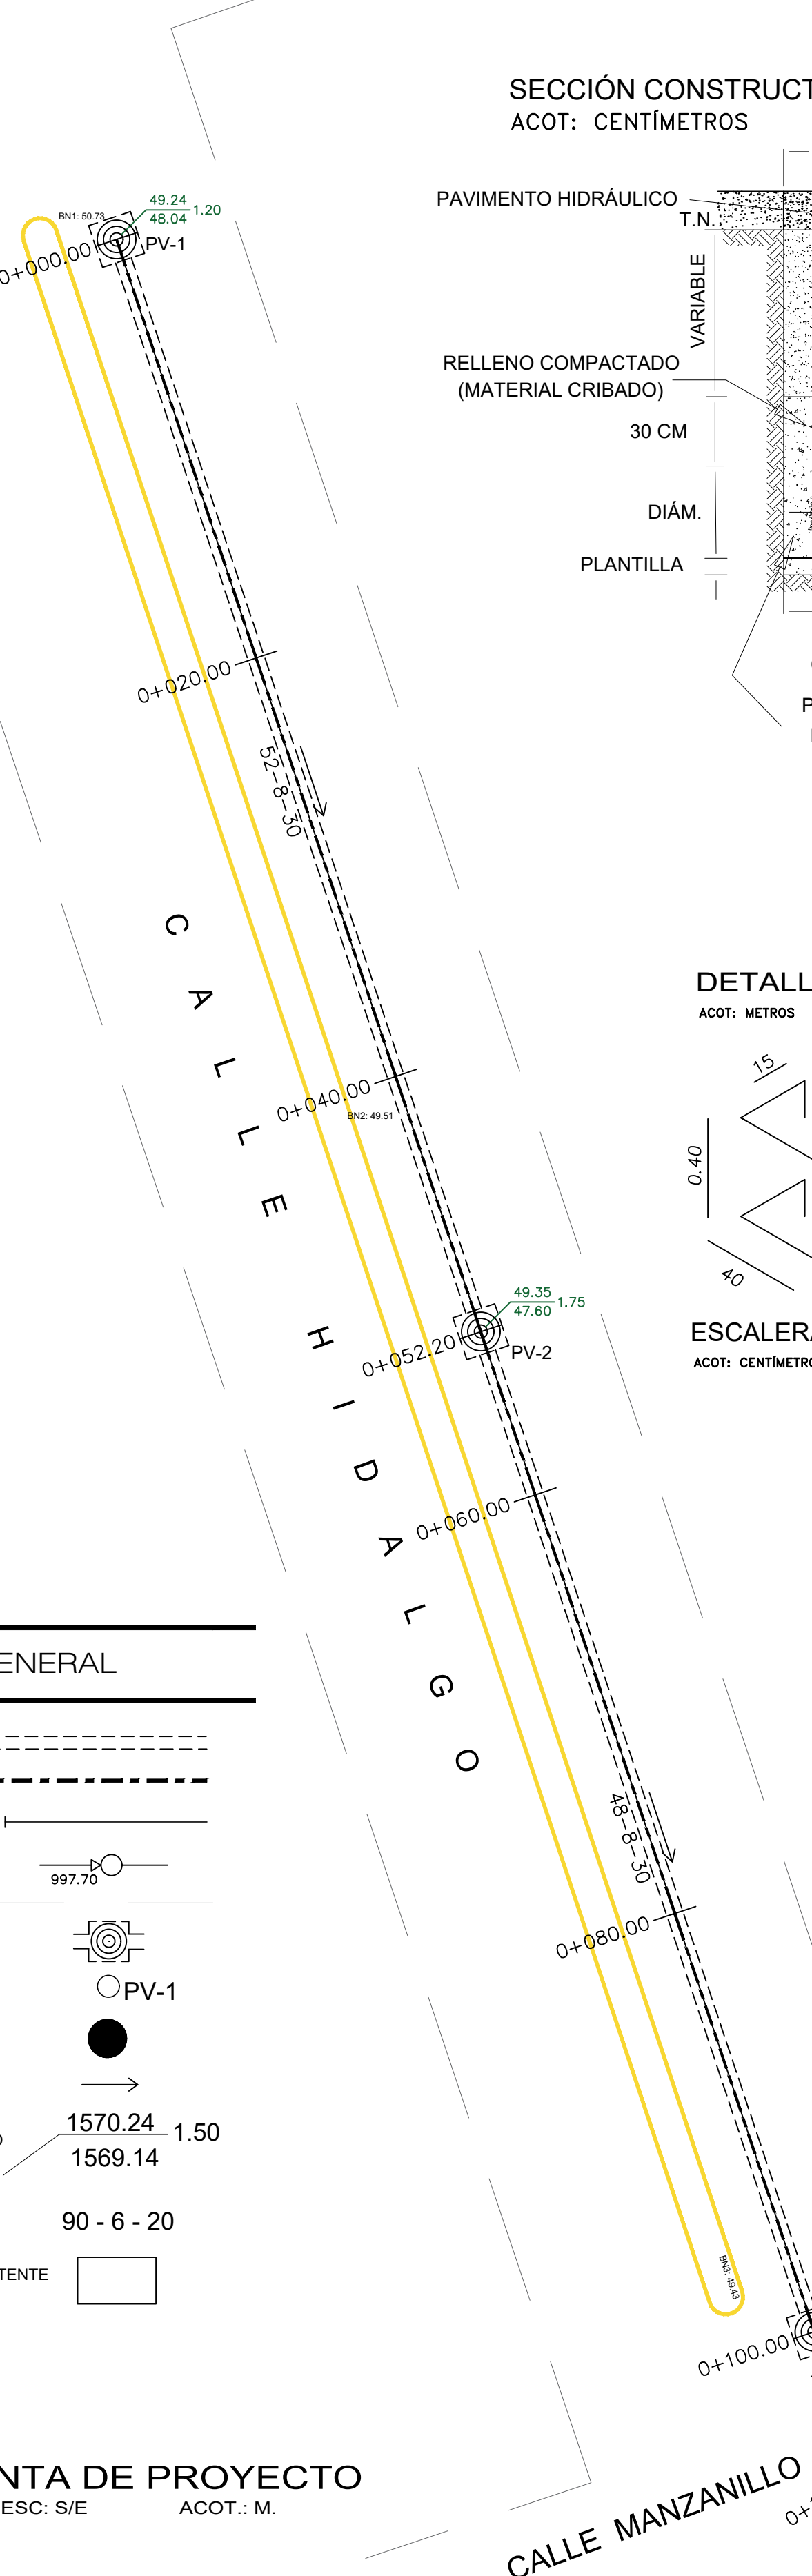 SECCIÓN CONSTRUCT
ACOT: CENTÍMETROS
PAVIMENTO HIDRÁULICO
T.N.
VARIABLE
RELLENO COMPACTADO
(MATERIAL CRIBADO)
30 CM
DIÁM.
PLANTILLA
BN1: 50.73
49.24
48.04
1.20
PV-1
0+000.00
0+020.00
52-8-30
CALLE HIDALGO
0+040.00
BN2: 49.51
DETALL
ACOT: METROS
15
0.40
40
ESCALERA
ACOT: CENTÍMETRO
49.35
47.60
1.75
0+052.20
PV-2
0+060.00
48-8-30
0+080.00
BN3: 49.43
0+100.00
ENERAL
997.70
PV-1
1570.24
1569.14
1.50
90 - 6 - 20
TENTE
NTA DE PROYECTO
ESC: S/E
ACOT.: M.
CALLE MANZANILLO